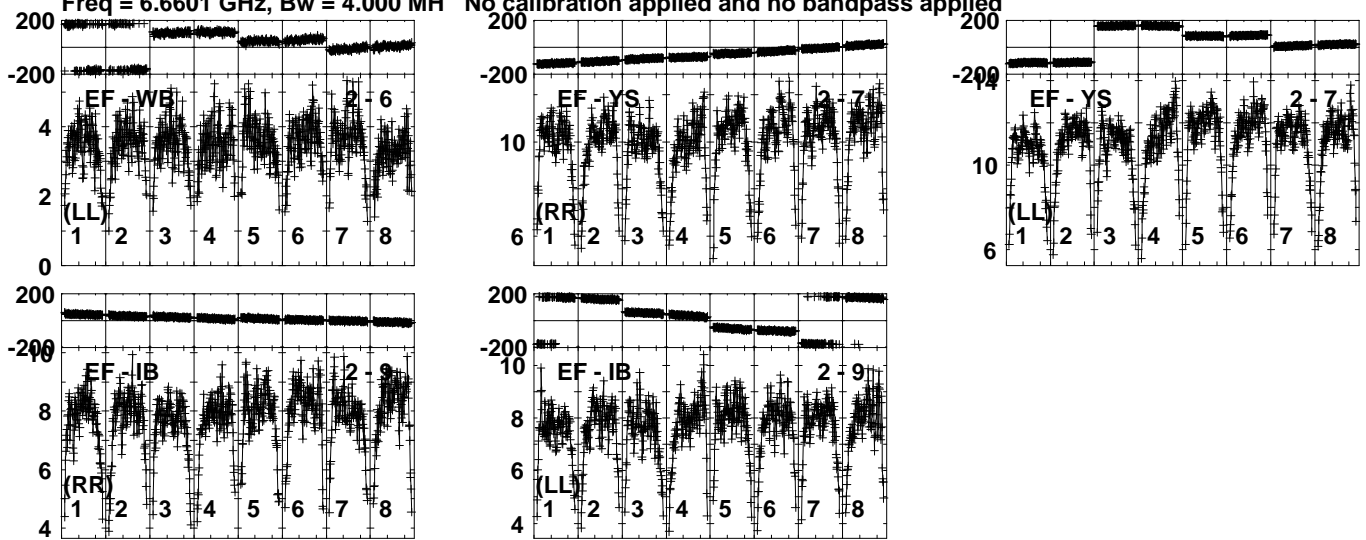 Freq = 6.6601 GHz, Bw = 4.000 MH   No calibration applied and no bandpass applied
200
-200
EF - WB 2 - 6
4
2
0
(LL)
1 2 3 4 5 6 7 8
EF - YS 2 - 7
10
6
(RR)
1 2 3 4 5 6 7 8
200
-200
14
EF - YS 2 - 7
10
6
(LL)
1 2 3 4 5 6 7 8
200
-200
10
EF - IB 2 - 9
8
6
4
(RR)
1 2 3 4 5 6 7 8
200
-200
10
EF - IB 2 - 9
8
6
4
(LL)
1 2 3 4 5 6 7 8